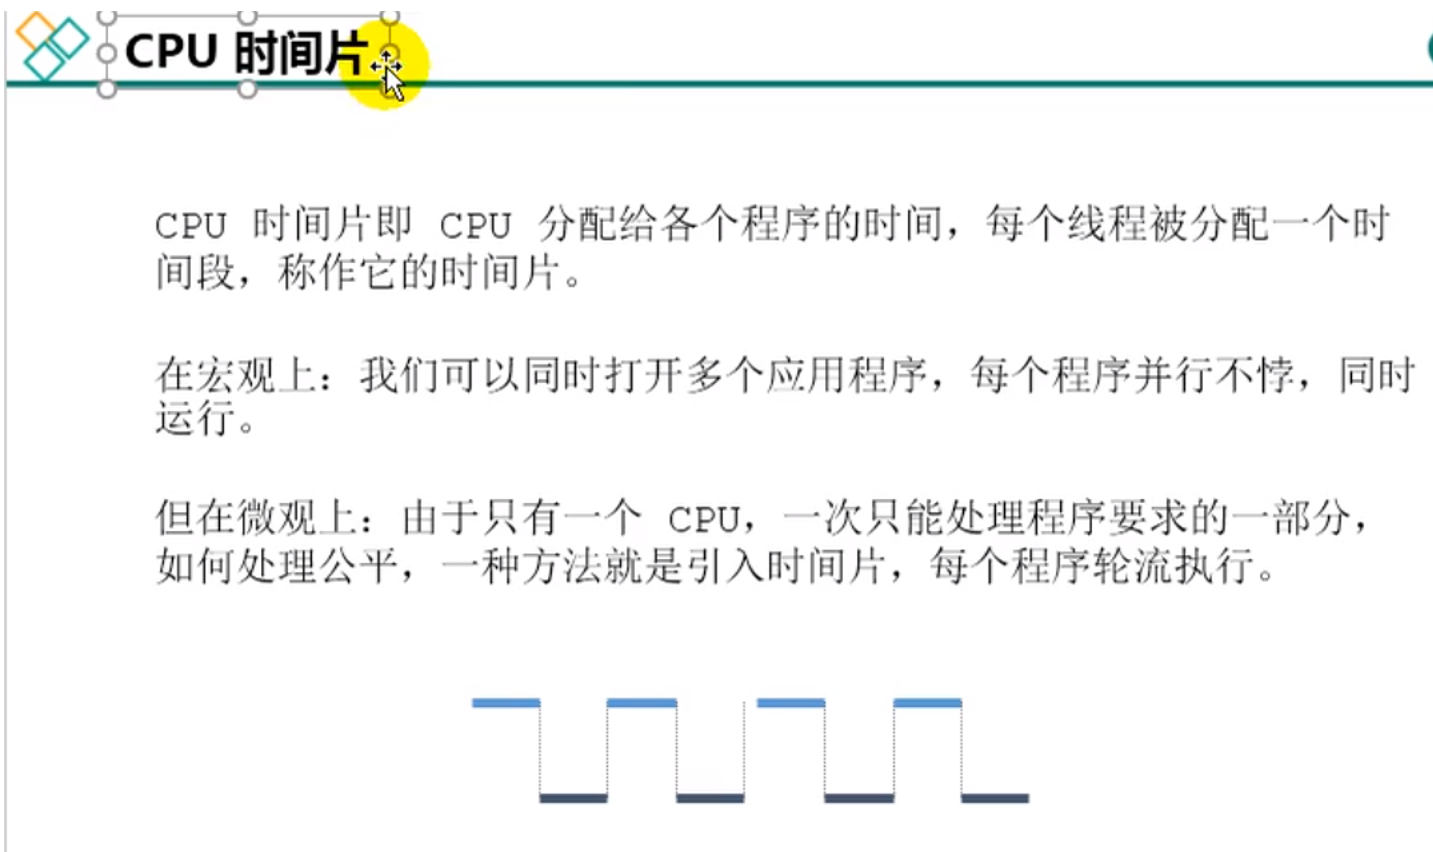 CPU 时间片
CPU 时间片即 CPU 分配给各个程序的时间，每个线程被分配一个时
间段，称作它的时间片。
在宏观上：我们可以同时打开多个应用程序，每个程序并行不悖，同时
运行。
但在微观上：由于只有一个 CPU，一次只能处理程序要求的一部分，
如何处理公平，一种方法就是引入时间片，每个程序轮流执行。